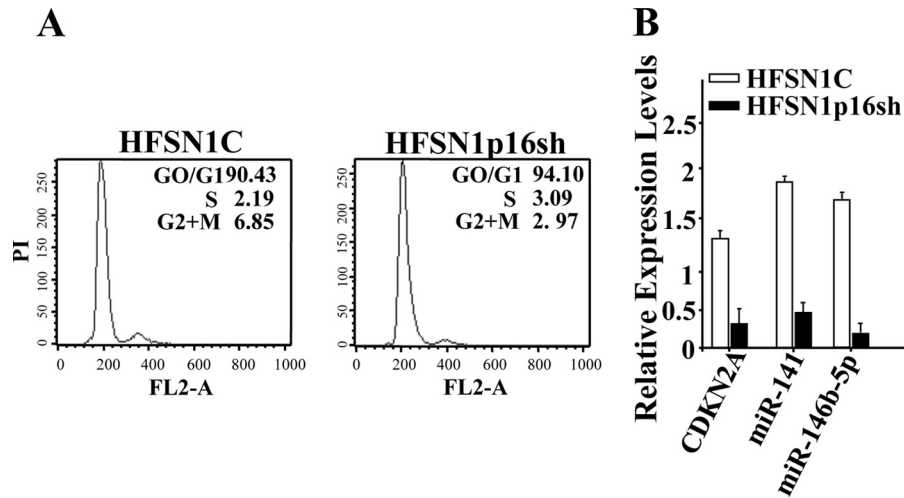 A
HFSN1C
GO/G190.43
S 2.19
G2+M 6.85
PI
250
200
150
100
50
0
0 200 400 600 800 1000
FL2-A
HFSN1p16sh
GO/G1 94.10
S 3.09
G2+M 2. 97
250
200
150
100
50
0
0 200 400 600 800 1000
FL2-A
B
HFSN1C
HFSN1p16sh
Relative Expression Levels
2.5
2
1.5
1
0.5
0
CDKN2A
miR-141
miR-146b-5p